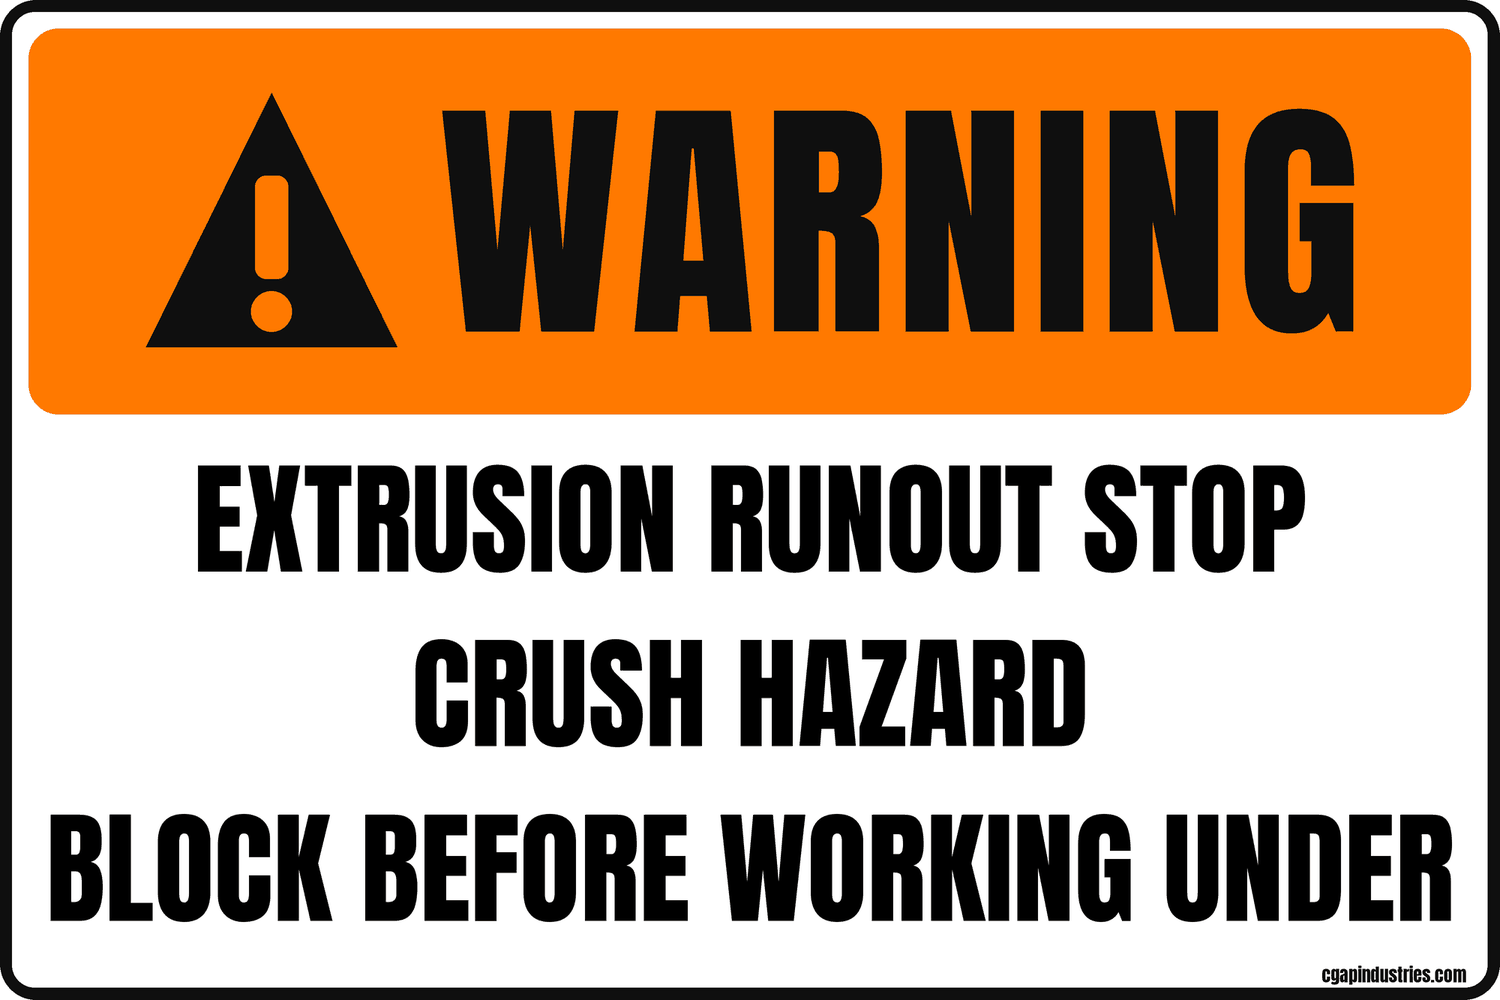 WARNING
EXTRUSION RUNOUT STOP
CRUSH HAZARD
BLOCK BEFORE WORKING UNDER
cgapindustries.com